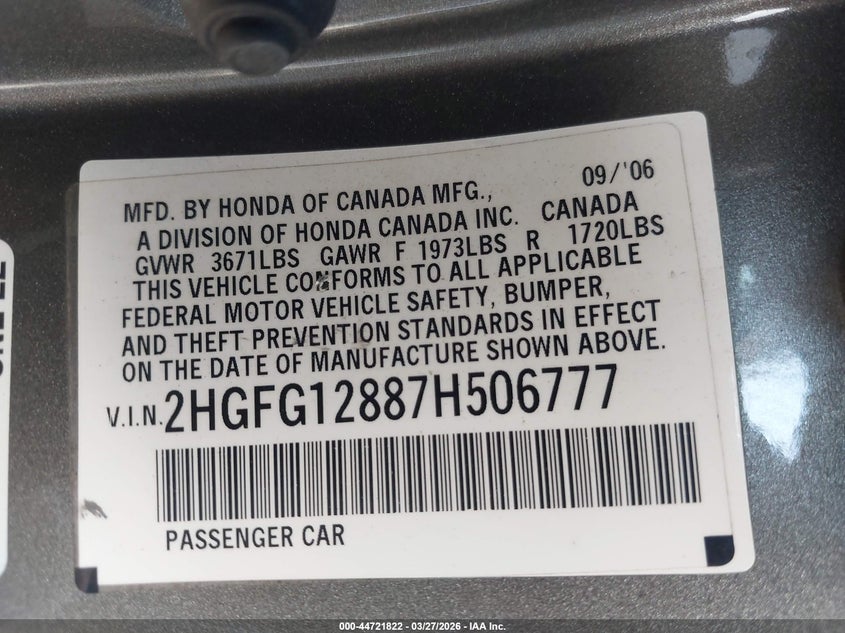 09/'06
MFD. BY HONDA OF CANADA MFG.,
A DIVISION OF HONDA CANADA INC. CANADA
GVWR 3671LBS GAWR F 1973LBS R 1720LBS
THIS VEHICLE CONFORMS TO ALL APPLICABLE
FEDERAL MOTOR VEHICLE SAFETY, BUMPER,
AND THEFT PREVENTION STANDARDS IN EFFECT
ON THE DATE OF MANUFACTURE SHOWN ABOVE.
V.I.N. 2HGFG12887H506777
PASSENGER CAR
000-44721822 — 03/27/2026 — IAA Inc.